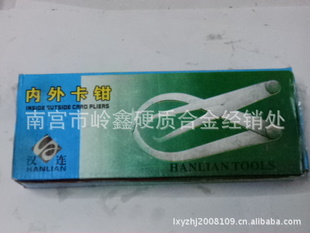 内外卡钳
INSIDE OUTSIDE CARD PLIERS
南宫市岭鑫硬质合金经销处
汉连
HANLIAN
HANLIAN TOOLS
lxyzhj2008109.cn.alibaba.com